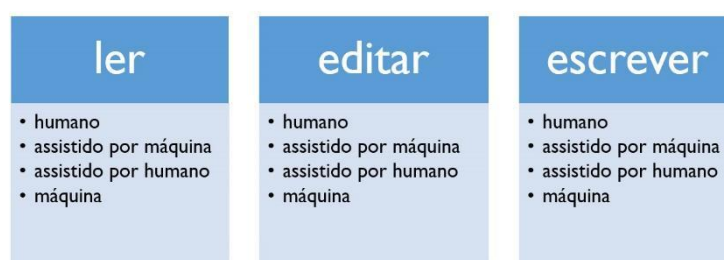 ler
• humano
• assistido por máquina
• assistido por humano
• máquina
editar
• humano
• assistido por máquina
• assistido por humano
• máquina
escrever
• humano
• assistido por máquina
• assistido por humano
• máquina